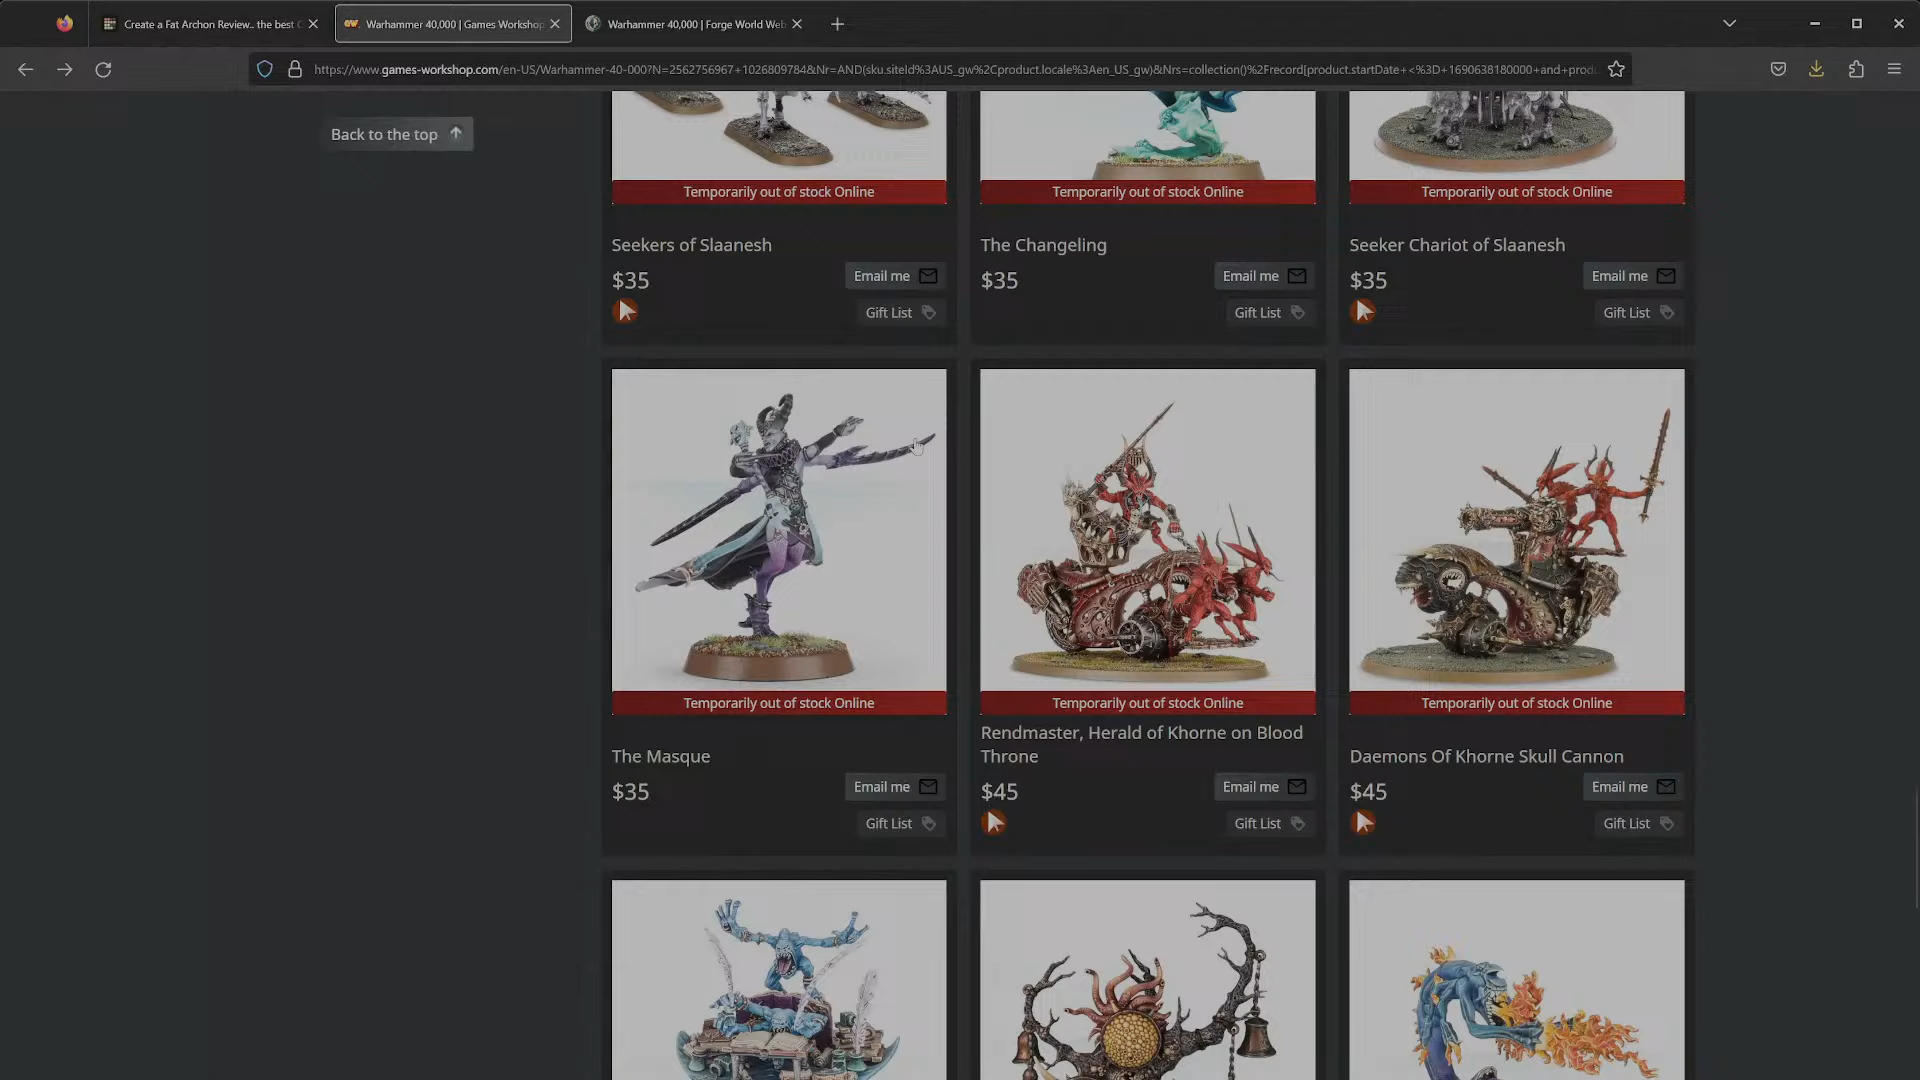 Create a Fat Archon Review.. the best
Warhammer 40,000 | Games Workshop
Warhammer 40,000 | Forge World Web
https://www.games-workshop.com/en-US/Warhammer-40-000?N=2562756967+1026809784&Nr=AND(sku.siteId%3AUS_gw%2Cproduct.locale%3Aen_US_gw)&Nrs=collection()%2Frecord[product.startDate+<%3D+1690638180000+and+prod
Back to the top
Temporarily out of stock Online
Temporarily out of stock Online
Temporarily out of stock Online
Seekers of Slaanesh
The Changeling
Seeker Chariot of Slaanesh
$35
Email me
$35
Email me
$35
Email me
Gift List
Gift List
Gift List
Temporarily out of stock Online
Temporarily out of stock Online
Temporarily out of stock Online
The Masque
Rendmaster, Herald of Khorne on Blood
Throne
Daemons Of Khorne Skull Cannon
$35
Email me
$45
Email me
$45
Email me
Gift List
Gift List
Gift List